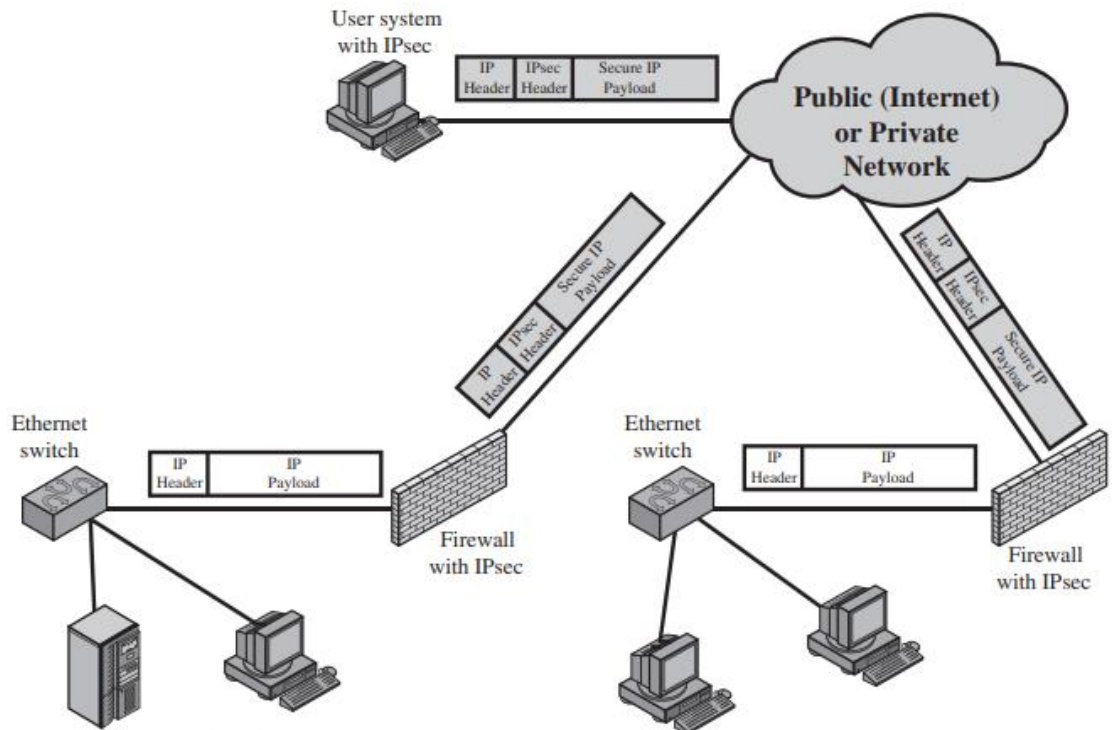 User system
with IPsec
IP
Header
IPsec
Header
Secure IP
Payload
Public (Internet)
or Private
Network
IP
Header
IPsec
Header
Secure IP
Payload
IP
Header
IPsec
Header
Secure IP
Payload
Ethernet
switch
IP
Header
IP
Payload
Firewall
with IPsec
Ethernet
switch
IP
Header
IP
Payload
Firewall
with IPsec